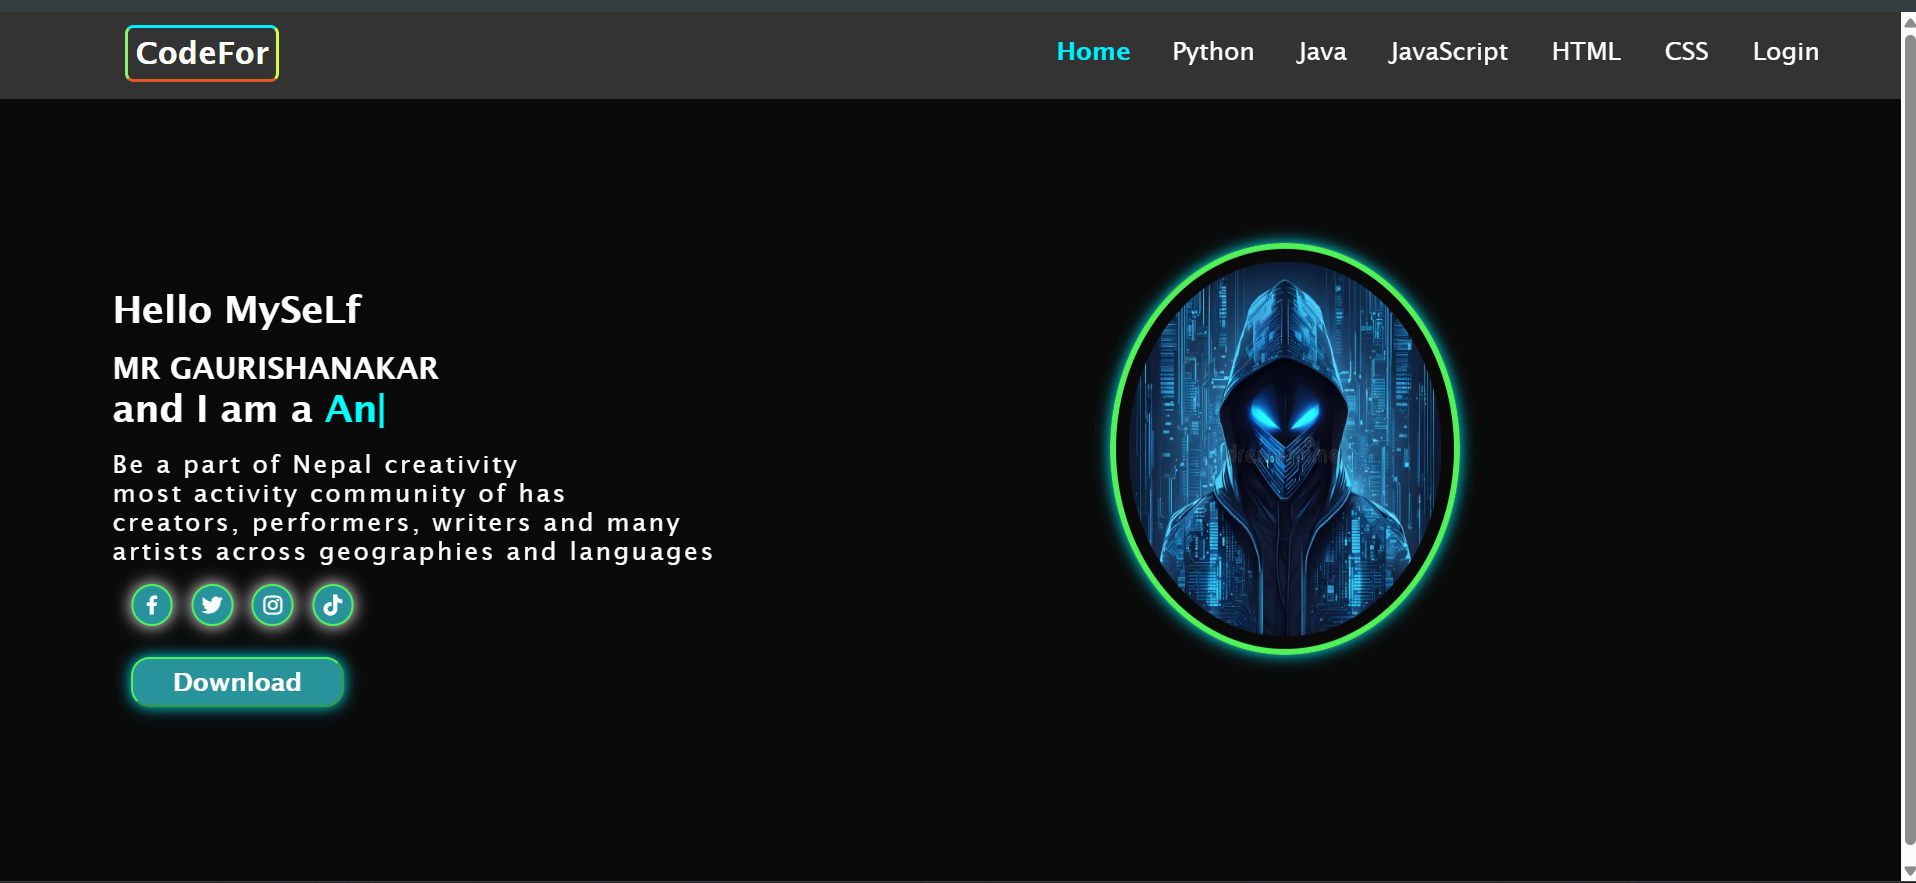 CodeFor
Home Python Java JavaScript HTML CSS Login
Hello MySeLf
MR GAURISHANAKAR
and I am a An|
Be a part of Nepal creativity
most activity community of has
creators, performers, writers and many
artists across geographies and languages
Download